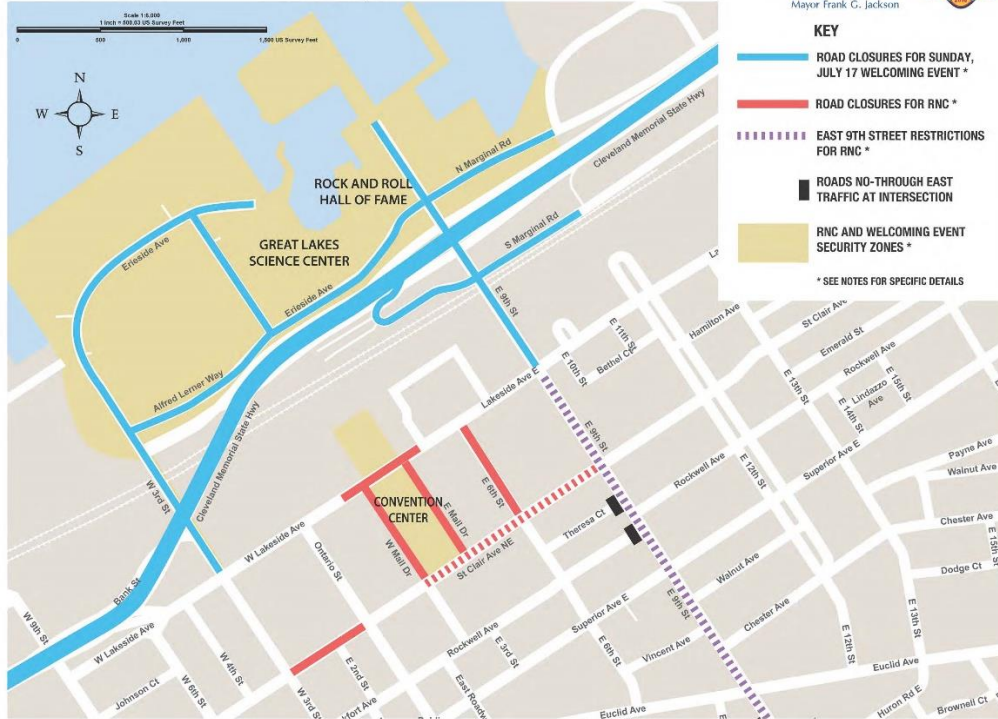 Scale 1:6,000
1 inch = 500.03 US Survey Feet
0 500 1,000 1,500 US Survey Feet
Mayor Frank G. Jackson
KEY
ROAD CLOSURES FOR SUNDAY,
JULY 17 WELCOMING EVENT *
ROAD CLOSURES FOR RNC *
EAST 9TH STREET RESTRICTIONS
FOR RNC *
ROADS NO-THROUGH EAST
TRAFFIC AT INTERSECTION
RNC AND WELCOMING EVENT
SECURITY ZONES *
* SEE NOTES FOR SPECIFIC DETAILS
N
W E
S
ROCK AND ROLL
HALL OF FAME
GREAT LAKES
SCIENCE CENTER
N Marginal Rd
Cleveland Memorial State Hwy
S Marginal Rd
Erieside Ave
Erieside Ave
Alfred Lerner Way
Cleveland Memorial State Hwy
W 3rd St
Bank St
E 9th St
Lakeside Ave E
E 10th St
E 11th St
Bethel Ct
Hamilton Ave
St Clair Ave
Emerald St
Rockwell Ave
Lindazzo
Ave
E 15th St
E 14th St
E 13th St
Superior Ave E
Payne Ave
Walnut Ave
Chester Ave
E 15th St
Dodge Ct
E 13th St
E 12th St
E 12th St
Euclid Ave
Huron Rd E
Brownell Ct
E 9th St
Rockwell Ave
Theresa Ct
E 6th St
CONVENTION
CENTER
E Mall Dr
W Mall Dr
St Clair Ave NE
W Lakeside Ave
Ontario St
W Lakeside Ave
W 9th St
Johnson Ct
W 6th St
W 4th St
W 3rd St
E 2nd St
Rockwell Ave
E 3rd St
Superior Ave E
E 6th St
Vincent Ave
E 9th St
Walnut Ave
Chester Ave
Euclid Ave